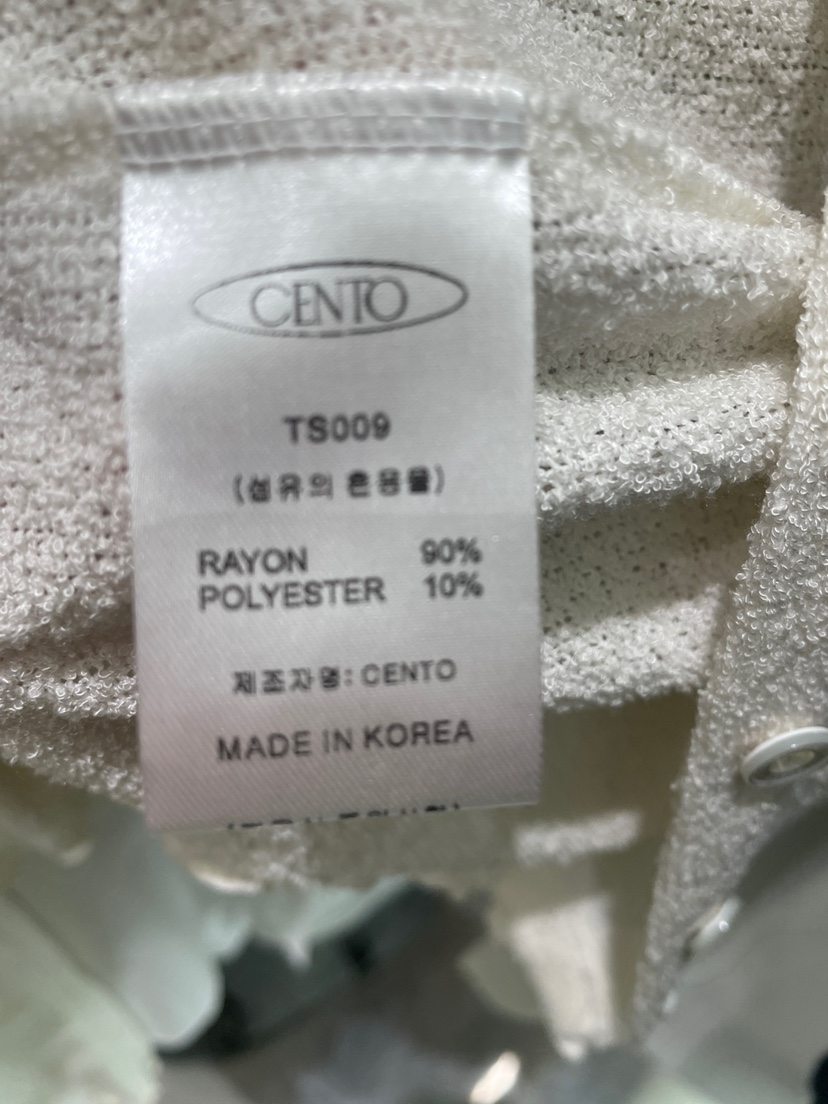 CENTO
TS009
(섬유의 혼용율)
RAYON 90%
POLYESTER 10%
제조자명: CENTO
MADE IN KOREA